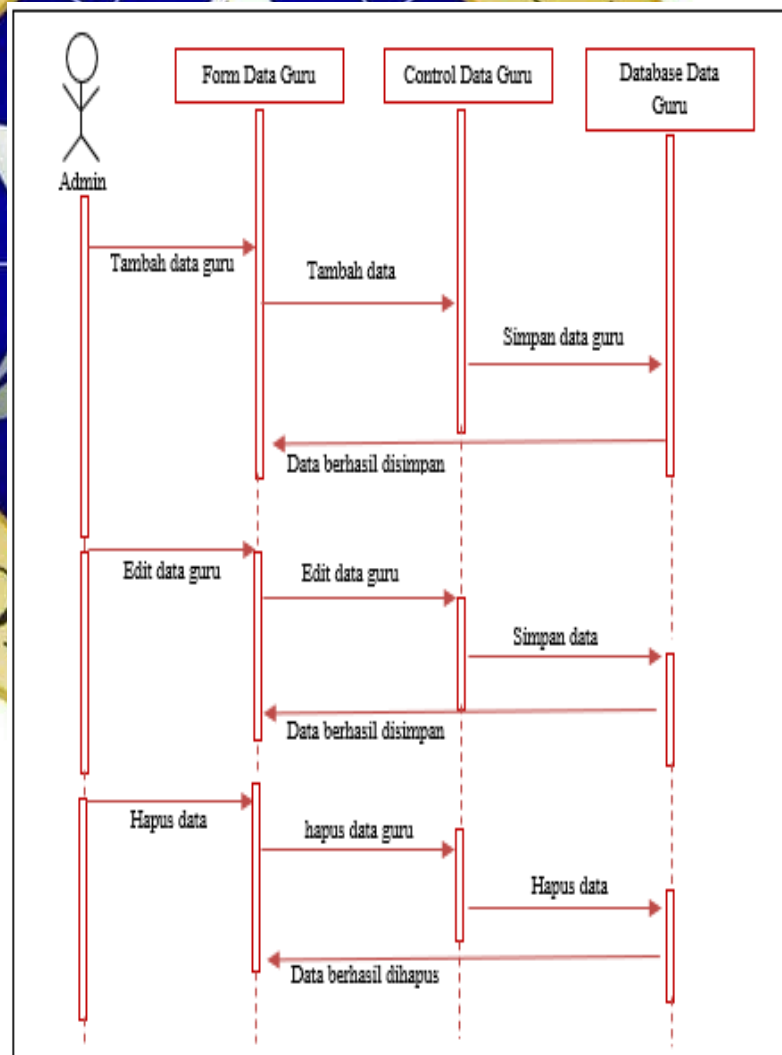 Form Data Guru
Control Data Guru
Database Data
Guru
Admin
Tambah data guru
Tambah data
Simpan data guru
Data berhasil disimpan
Edit data guru
Edit data guru
Simpan data
Data berhasil disimpan
Hapus data
hapus data guru
Hapus data
Data berhasil dihapus